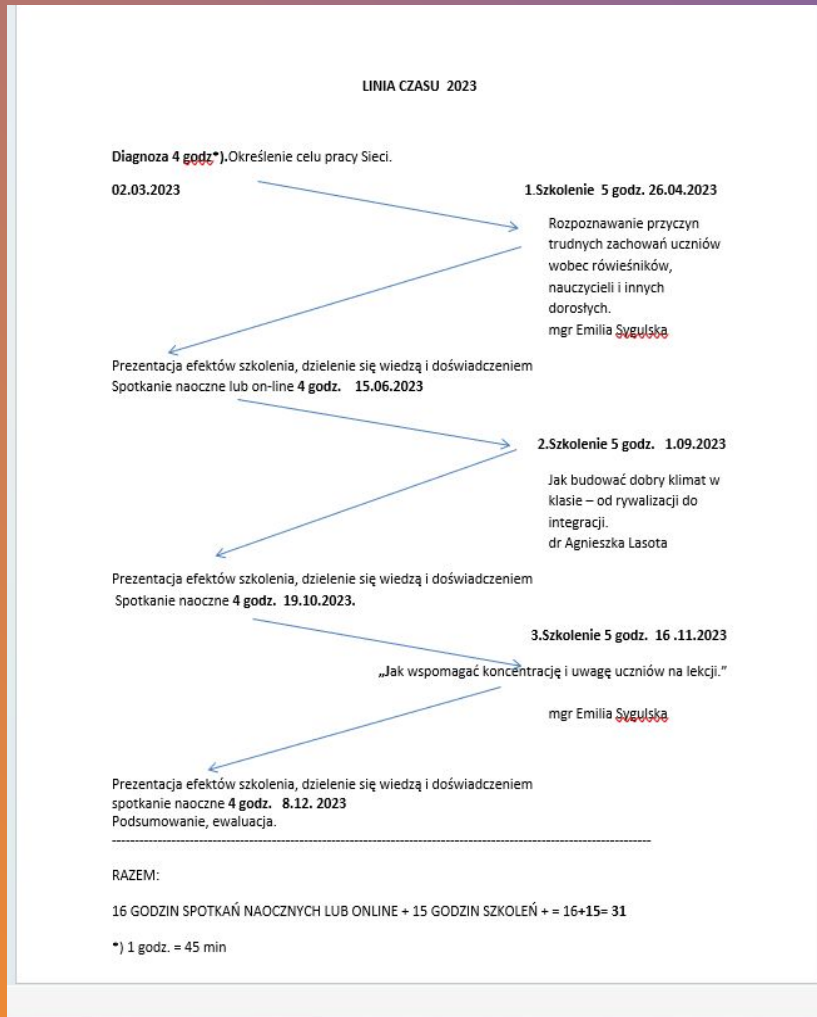 LINIA CZASU 2023
Diagnoza 4 godz*).Określenie celu pracy Sieci.
02.03.2023
1.Szkolenie 5 godz. 26.04.2023
Rozpoznawanie przyczyn
trudnych zachowań uczniów
wobec rówieśników,
nauczycieli i innych
dorosłych.
mgr Emilia Sygulska
Prezentacja efektów szkolenia, dzielenie się wiedzą i doświadczeniem
Spotkanie naoczne lub on-line 4 godz. 15.06.2023
2.Szkolenie 5 godz. 1.09.2023
Jak budować dobry klimat w
klasie – od rywalizacji do
integracji.
dr Agnieszka Lasota
Prezentacja efektów szkolenia, dzielenie się wiedzą i doświadczeniem
Spotkanie naoczne 4 godz. 19.10.2023.
3.Szkolenie 5 godz. 16 .11.2023
„Jak wspomagać koncentrację i uwagę uczniów na lekcji.”
mgr Emilia Sygulska
Prezentacja efektów szkolenia, dzielenie się wiedzą i doświadczeniem
spotkanie naoczne 4 godz. 8.12. 2023
Podsumowanie, ewaluacja.
RAZEM:
16 GODZIN SPOTKAŃ NAOCZNYCH LUB ONLINE + 15 GODZIN SZKOLEŃ + = 16+15= 31
*) 1 godz. = 45 min